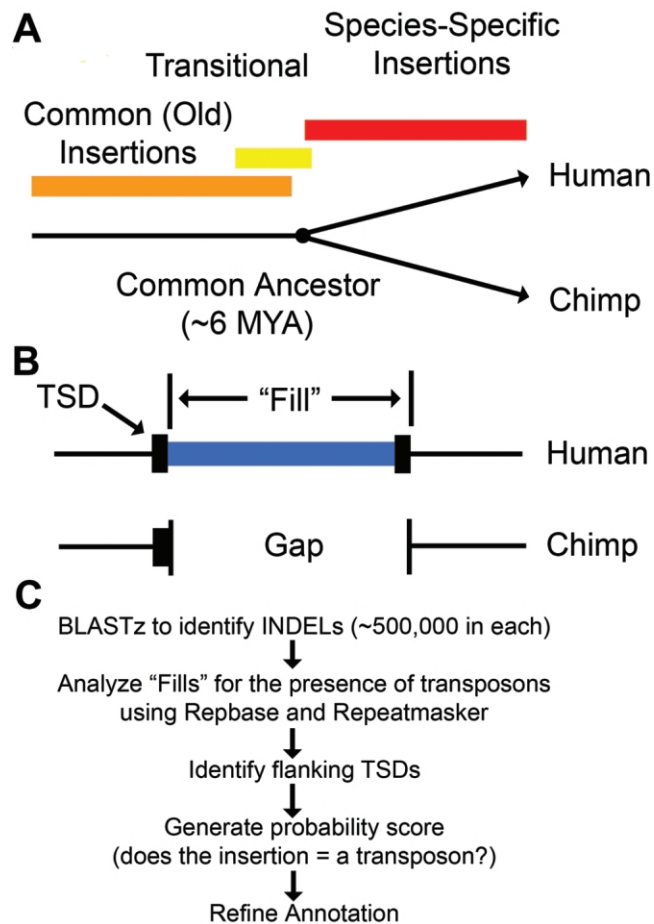 A
Species-Specific
Insertions
Transitional
Common (Old)
Insertions
Human
Common Ancestor
(~6 MYA)
Chimp
B
TSD
“Fill”
Human
Gap
Chimp
C
BLASTz to identify INDELs (~500,000 in each)
Analyze “Fills” for the presence of transposons
using Repbase and Repeatmasker
Identify flanking TSDs
Generate probability score
(does the insertion = a transposon?)
Refine Annotation